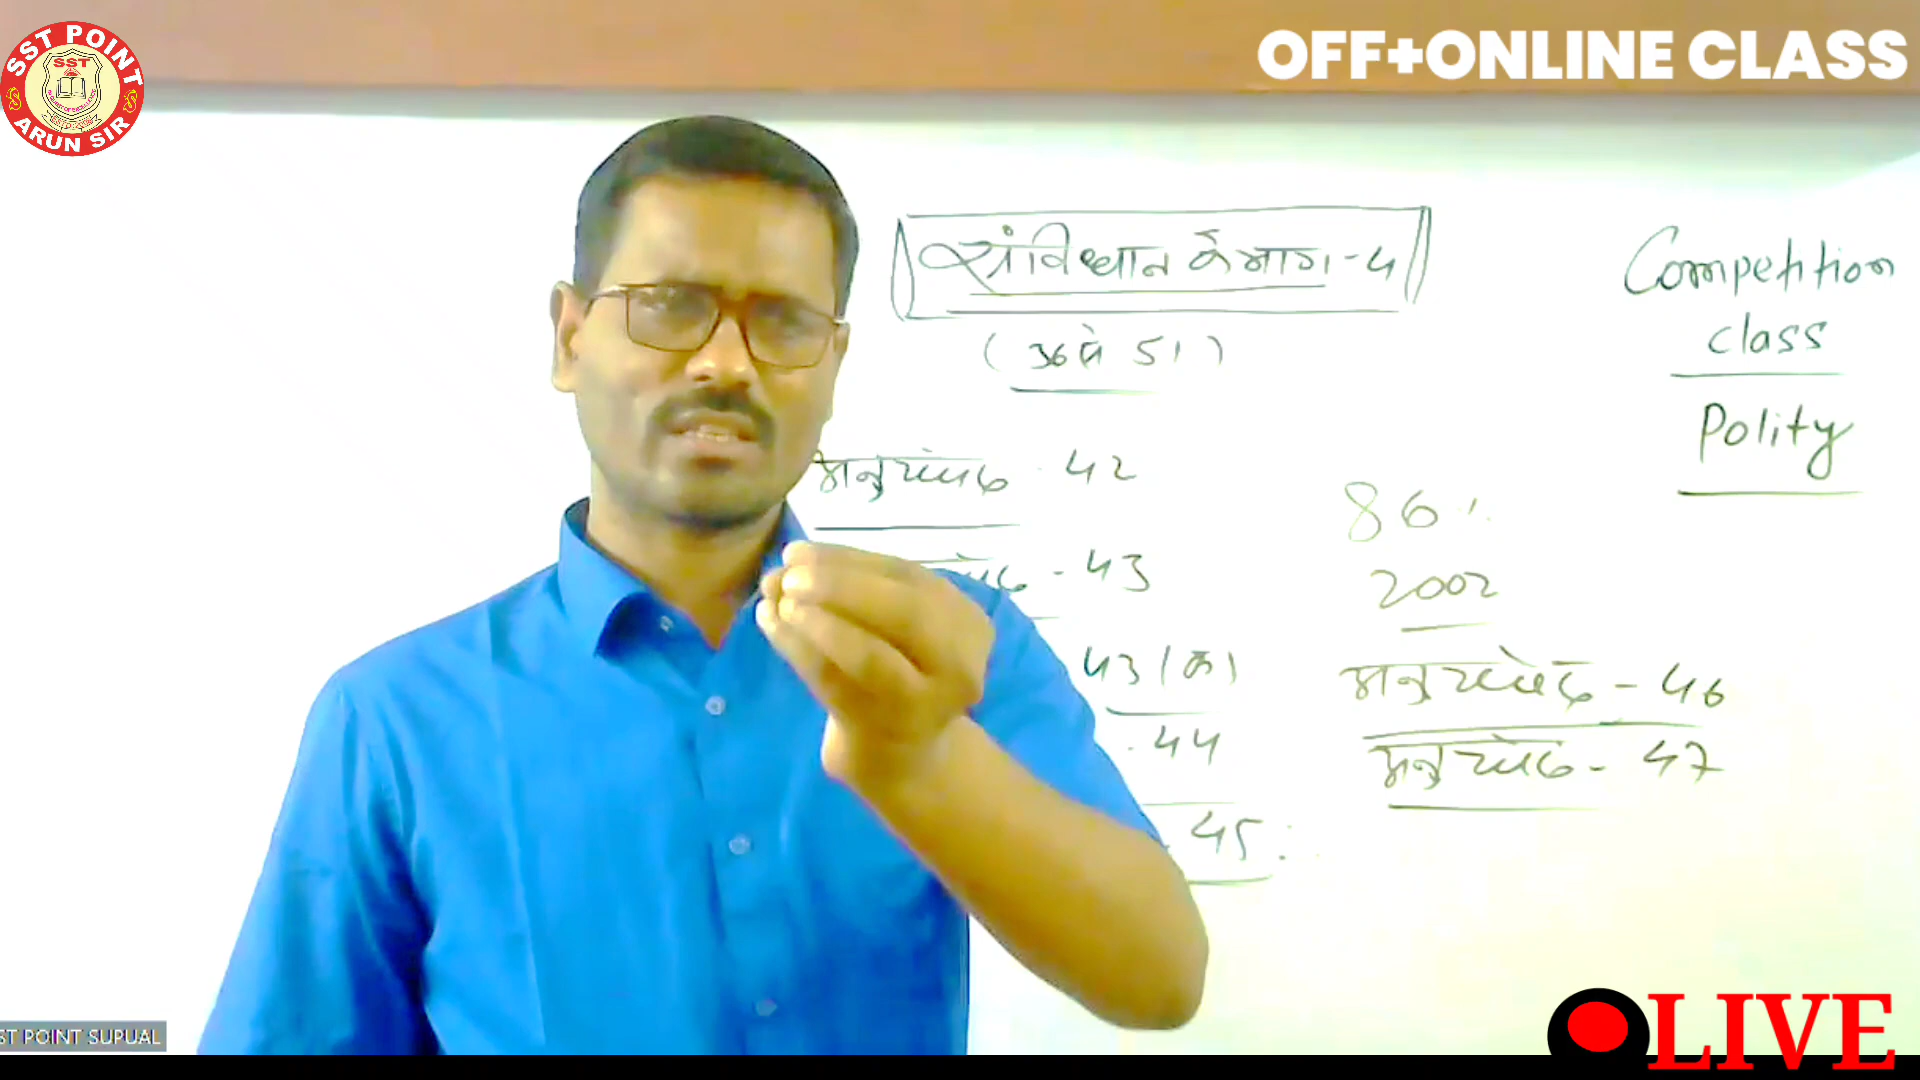 SST POINT
SST
ARUN SIR
OFF+ONLINE CLASS
संविधान के भाग-4
(36 से 51)
Competition
class
Polity
अनुच्छेद - 42
- 43
43(क)
. 44
. 45
86
2002
अनुच्छेद - 46
अनुच्छेद - 47
ST POINT SUPUAL
LIVE